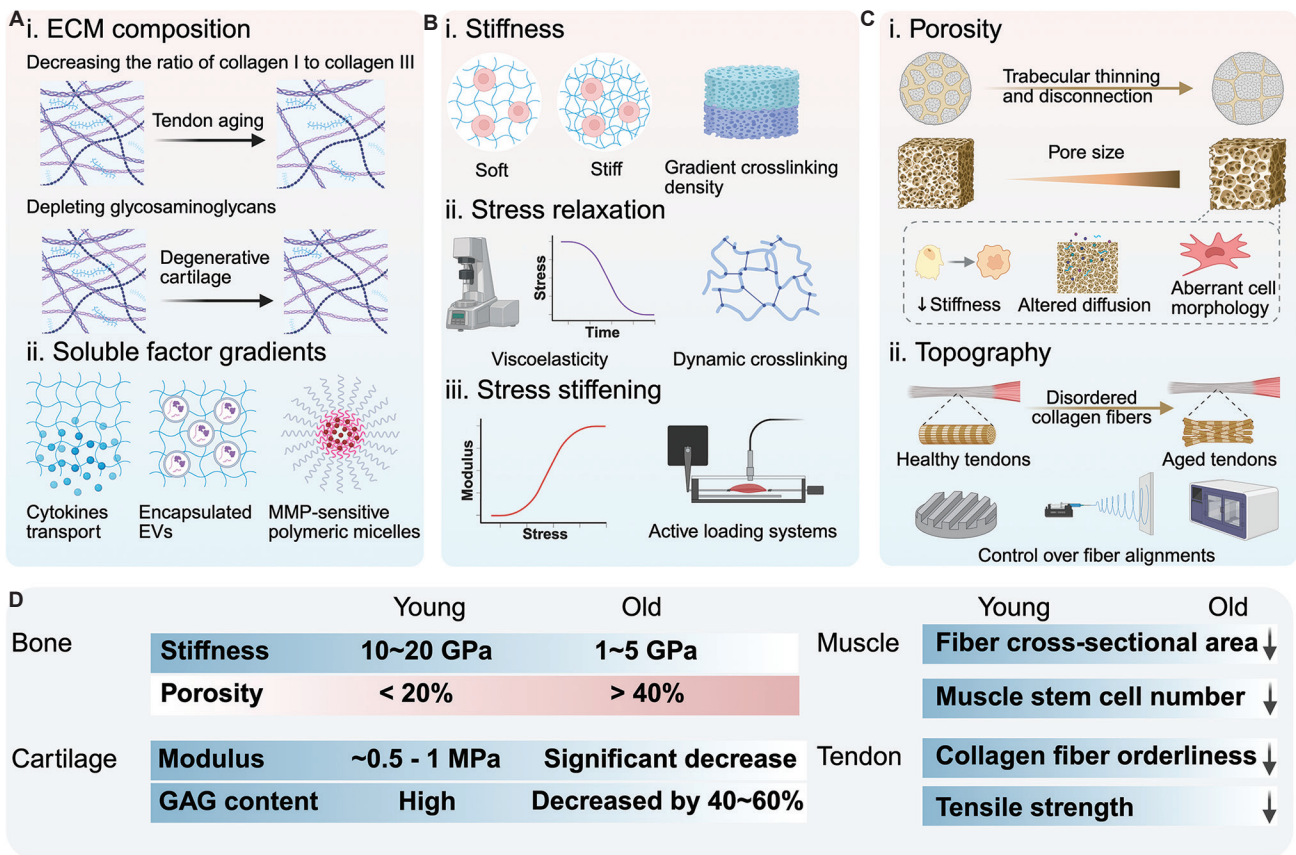 A
i. ECM composition
Decreasing the ratio of collagen I to collagen III
Tendon aging
Depleting glycosaminoglycans
Degenerative
cartilage
ii. Soluble factor gradients
Cytokines
transport
Encapsulated
EVs
MMP-sensitive
polymeric micelles
B
i. Stiffness
Soft
Stiff
Gradient crosslinking
density
ii. Stress relaxation
Stress
Time
Viscoelasticity
Dynamic crosslinking
iii. Stress stiffening
Modulus
Stress
Active loading systems
C
i. Porosity
Trabecular thinning
and disconnection
Pore size
↓Stiffness
Altered diffusion
Aberrant cell
morphology
ii. Topography
Disordered
collagen fibers
Healthy tendons
Aged tendons
Control over fiber alignments
D
Young Old
Bone
Stiffness 10~20 GPa 1~5 GPa
Porosity < 20% > 40%
Cartilage
Modulus ~0.5 - 1 MPa Significant decrease
GAG content High Decreased by 40~60%
Young Old
Muscle
Fiber cross-sectional area ↓
Muscle stem cell number ↓
Tendon
Collagen fiber orderliness ↓
Tensile strength ↓